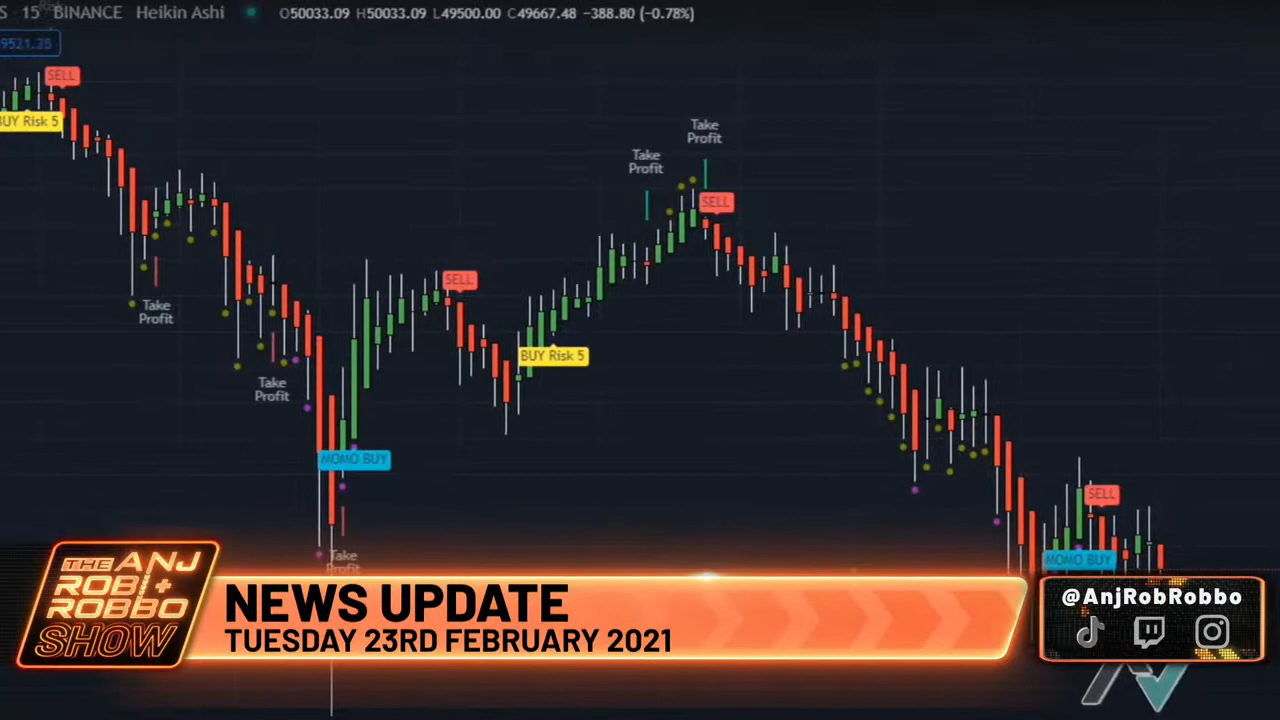 S 15 BINANCE Heikin Ashi O50033.09 H50033.09 L49500.00 C49667.48 −388.80 (−0.78%)
9521.35
SELL
BUY Risk 5
Take
Profit
Take
Profit
SELL
Take
Profit
Take
Profit
SELL
BUY Risk 5
MOMO BUY
Take
Profit
SELL
MOMO BUY
THE ANJ
ROB +
ROBBO
SHOW
NEWS UPDATE
TUESDAY 23RD FEBRUARY 2021
@AnjRobRobbo